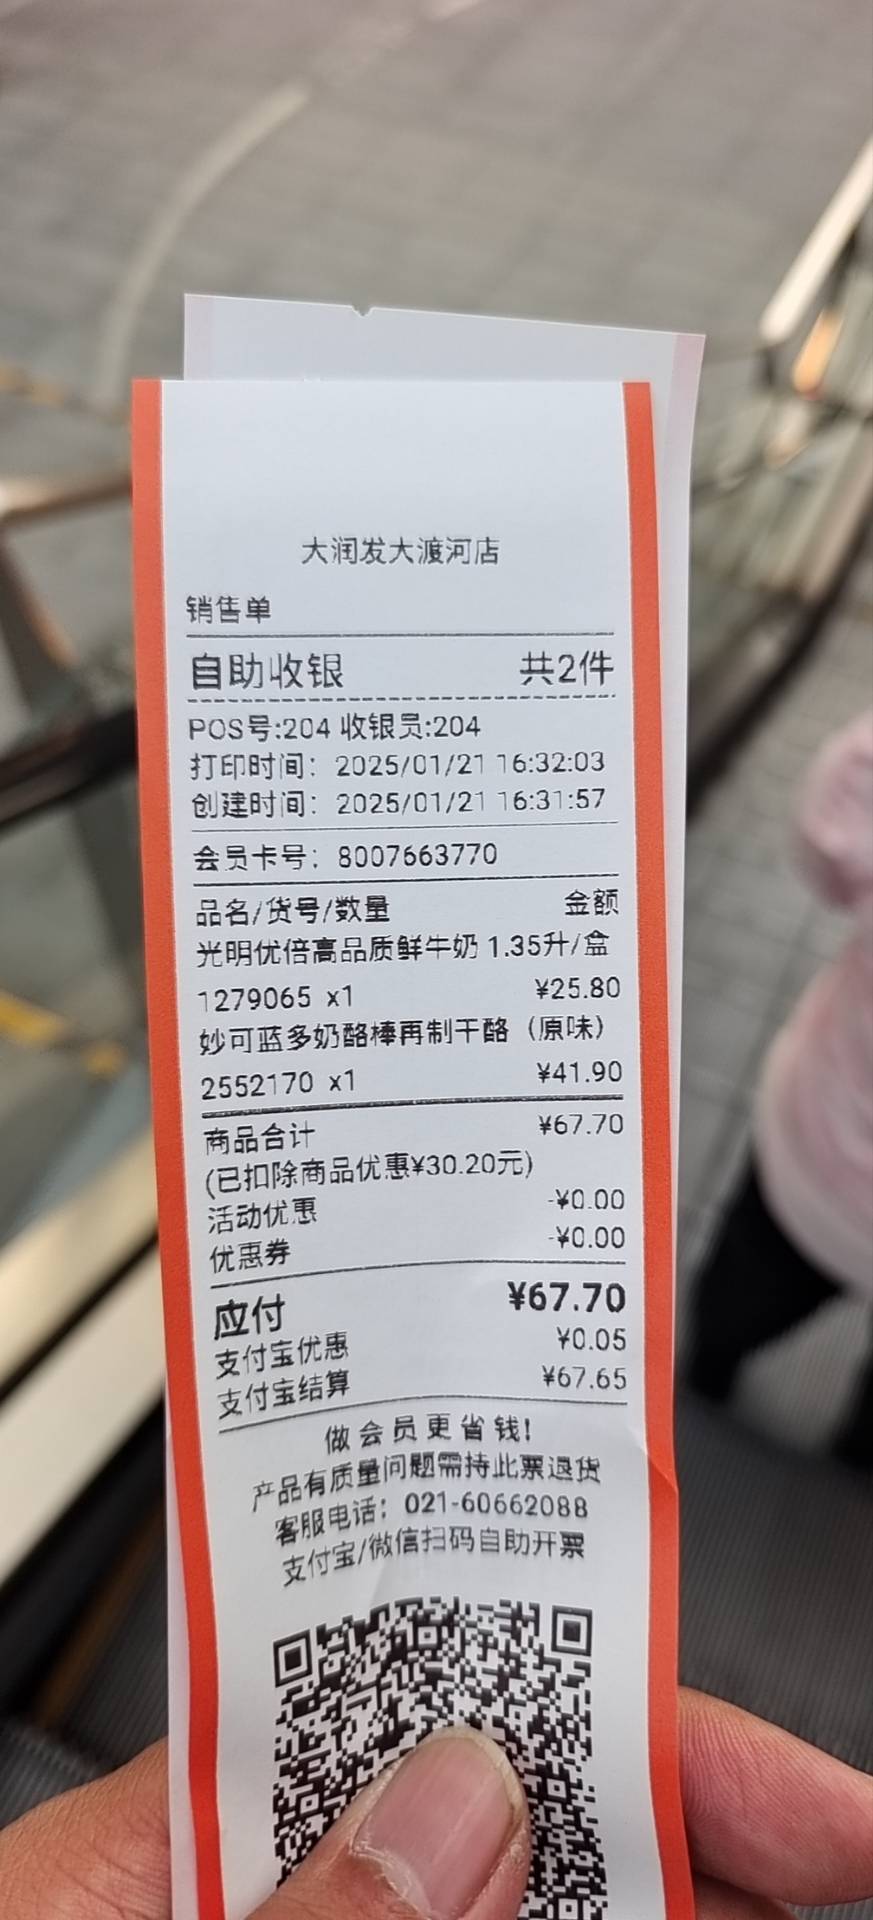 大润发大渡河店
销售单
自助收银 共2件
POS号:204 收银员:204
打印时间：2025/01/21 16:32:03
创建时间：2025/01/21 16:31:57
会员卡号：8007663770
品名/货号/数量 金额
光明优倍高品质鲜牛奶 1.35升/盒
1279065 x1 ¥25.80
妙可蓝多奶酪棒再制干酪（原味）
2552170 x1 ¥41.90
商品合计 ¥67.70
(已扣除商品优惠¥30.20元)
活动优惠 -¥0.00
优惠券 -¥0.00
应付 ¥67.70
支付宝优惠 ¥0.05
支付宝结算 ¥67.65
做会员更省钱!
产品有质量问题需持此票退货
客服电话：021-60662088
支付宝/微信扫码自助开票